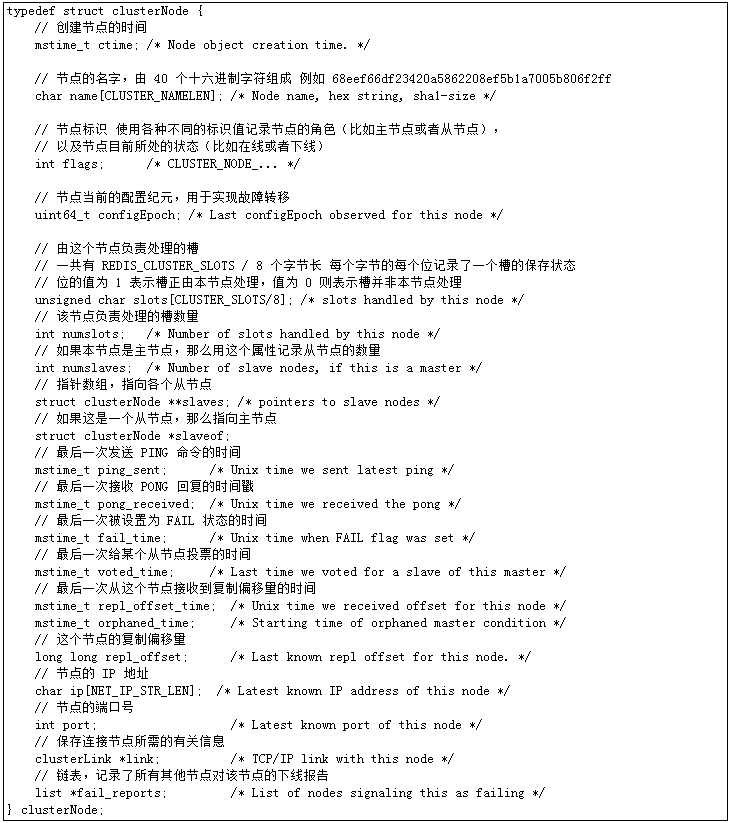 typedef struct clusterNode {
// 创建节点的时间
mstime_t ctime; /* Node object creation time. */
// 节点的名字，由 40 个十六进制字符组成 例如 68eef66df23420a5862208ef5b1a7005b806f2ff
char name[CLUSTER_NAMELEN]; /* Node name, hex string, sha1-size */
// 节点标识 使用各种不同的标识值记录节点的角色（比如主节点或者从节点），
// 以及节点目前所处的状态（比如在线或者下线）
int flags; /* CLUSTER_NODE_... */
// 节点当前的配置纪元，用于实现故障转移
uint64_t configEpoch; /* Last configEpoch observed for this node */
// 由这个节点负责处理的槽
// 一共有 REDIS_CLUSTER_SLOTS / 8 个字节长 每个字节的每个位记录了一个槽的保存状态
// 位的值为 1 表示槽正由本节点处理，值为 0 则表示槽并非本节点处理
unsigned char slots[CLUSTER_SLOTS/8]; /* slots handled by this node */
// 该节点负责处理的槽数量
int numslots; /* Number of slots handled by this node */
// 如果本节点是主节点，那么用这个属性记录从节点的数量
int numslaves; /* Number of slave nodes, if this is a master */
// 指针数组，指向各个从节点
struct clusterNode **slaves; /* pointers to slave nodes */
// 如果这是一个从节点，那么指向主节点
struct clusterNode *slaveof;
// 最后一次发送 PING 命令的时间
mstime_t ping_sent; /* Unix time we sent latest ping */
// 最后一次接收 PONG 回复的时间戳
mstime_t pong_received; /* Unix time we received the pong */
// 最后一次被设置为 FAIL 状态的时间
mstime_t fail_time; /* Unix time when FAIL flag was set */
// 最后一次给某个从节点投票的时间
mstime_t voted_time; /* Last time we voted for a slave of this master */
// 最后一次从这个节点接收到复制偏移量的时间
mstime_t repl_offset_time; /* Unix time we received offset for this node */
mstime_t orphaned_time; /* Starting time of orphaned master condition */
// 这个节点的复制偏移量
long long repl_offset; /* Last known repl offset for this node. */
// 节点的 IP 地址
char ip[NET_IP_STR_LEN]; /* Latest known IP address of this node */
// 节点的端口号
int port; /* Latest known port of this node */
// 保存连接节点所需的有关信息
clusterLink *link; /* TCP/IP link with this node */
// 链表，记录了所有其他节点对该节点的下线报告
list *fail_reports; /* List of nodes signaling this as failing */
} clusterNode;